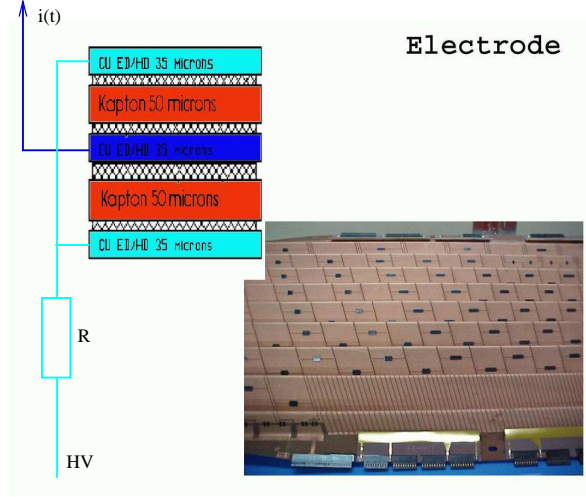 i(t)
Electrode
CU ED/HD 35 Microns
Kapton 50 microns
CU ED/HD 35 Microns
Kapton 50 microns
CU ED/HD 35 Microns
R
HV